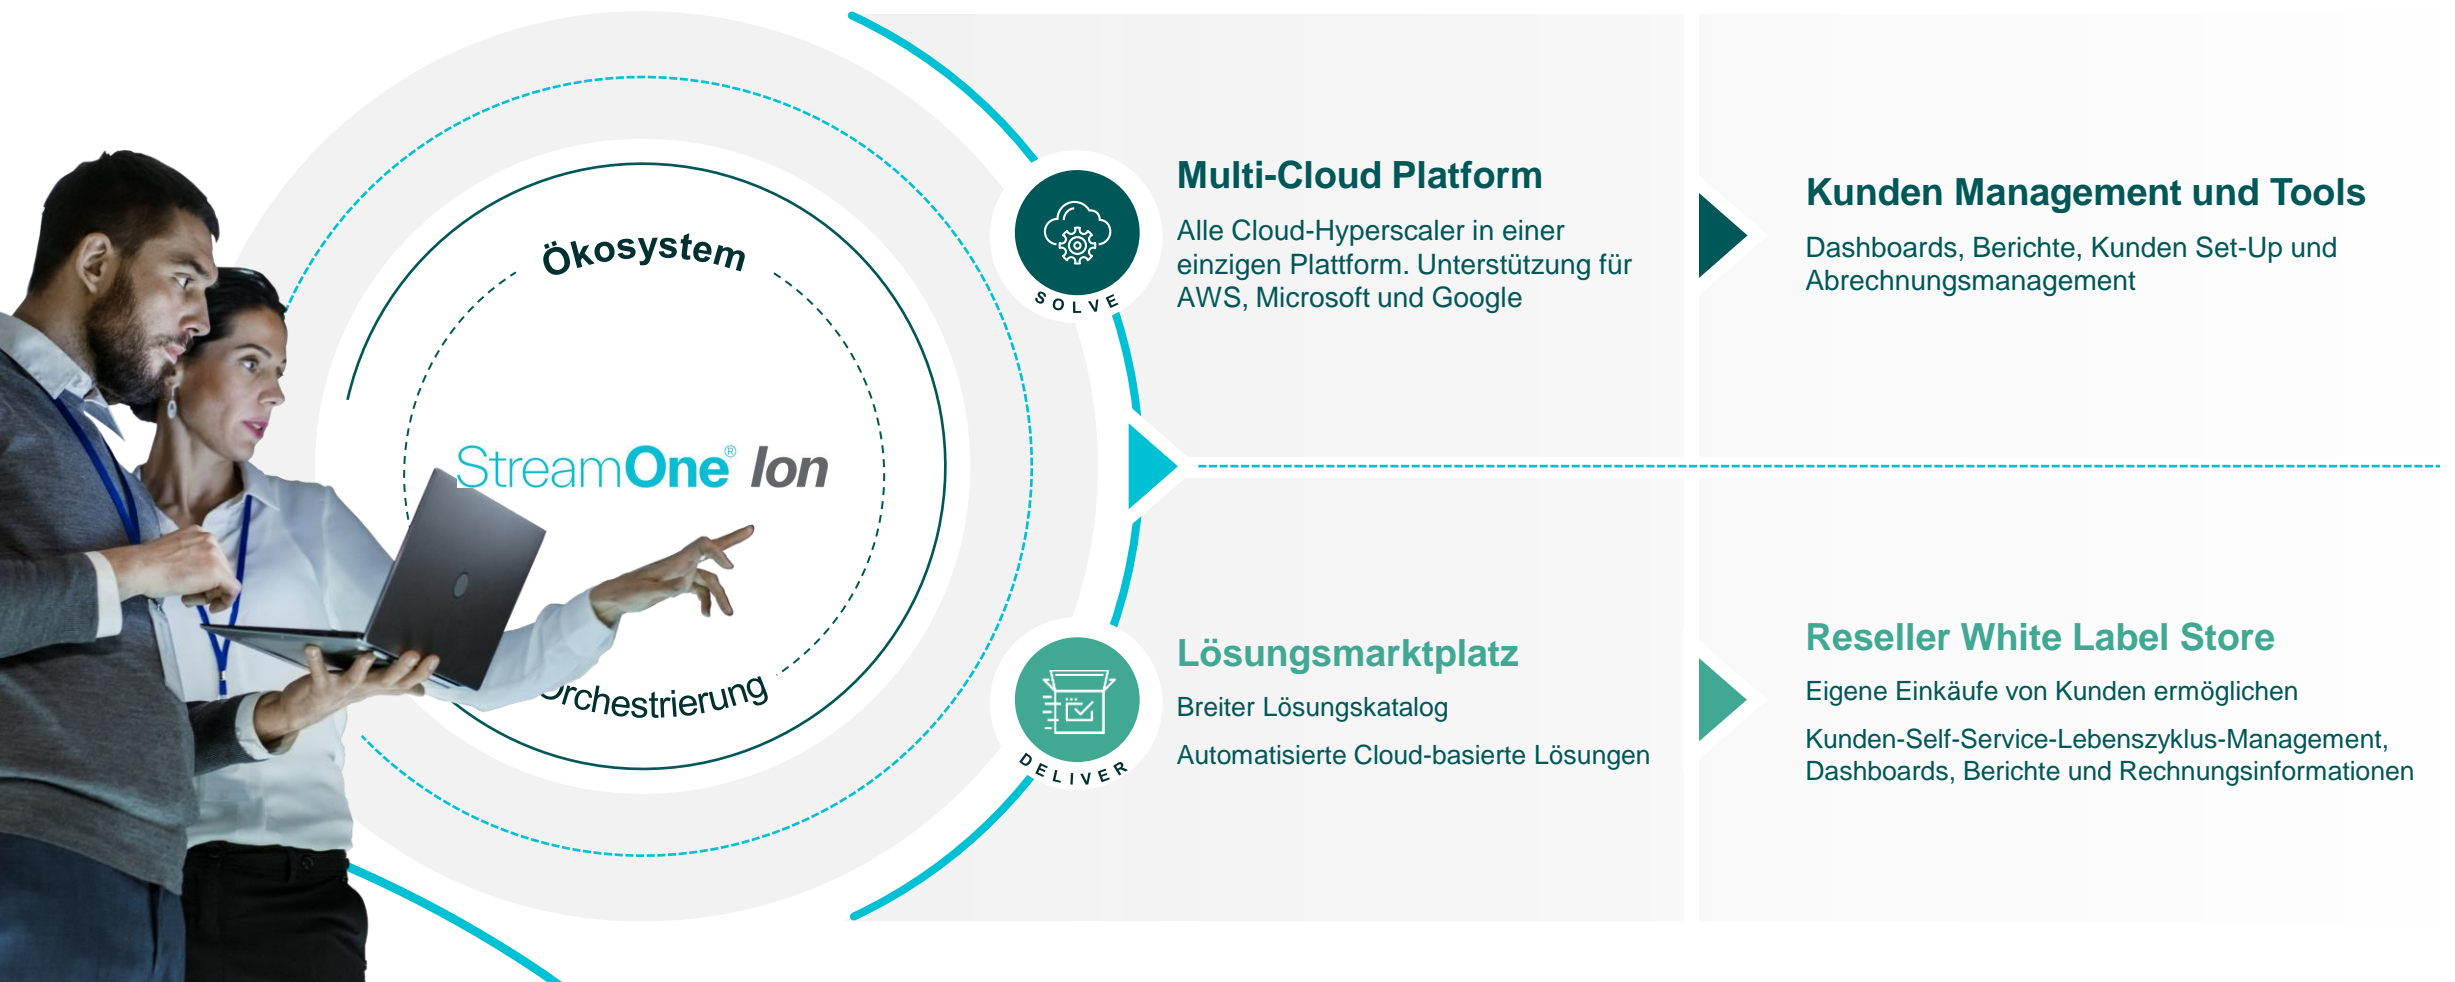 Ökosystem
StreamOne® Ion
Orchestrierung
SOLVE
Multi-Cloud Platform
Alle Cloud-Hyperscaler in einer
einzigen Plattform. Unterstützung für
AWS, Microsoft und Google
Kunden Management und Tools
Dashboards, Berichte, Kunden Set-Up und
Abrechnungsmanagement
DELIVER
Lösungsmarktplatz
Breiter Lösungskatalog
Automatisierte Cloud-basierte Lösungen
Reseller White Label Store
Eigene Einkäufe von Kunden ermöglichen
Kunden-Self-Service-Lebenszyklus-Management,
Dashboards, Berichte und Rechnungsinformationen